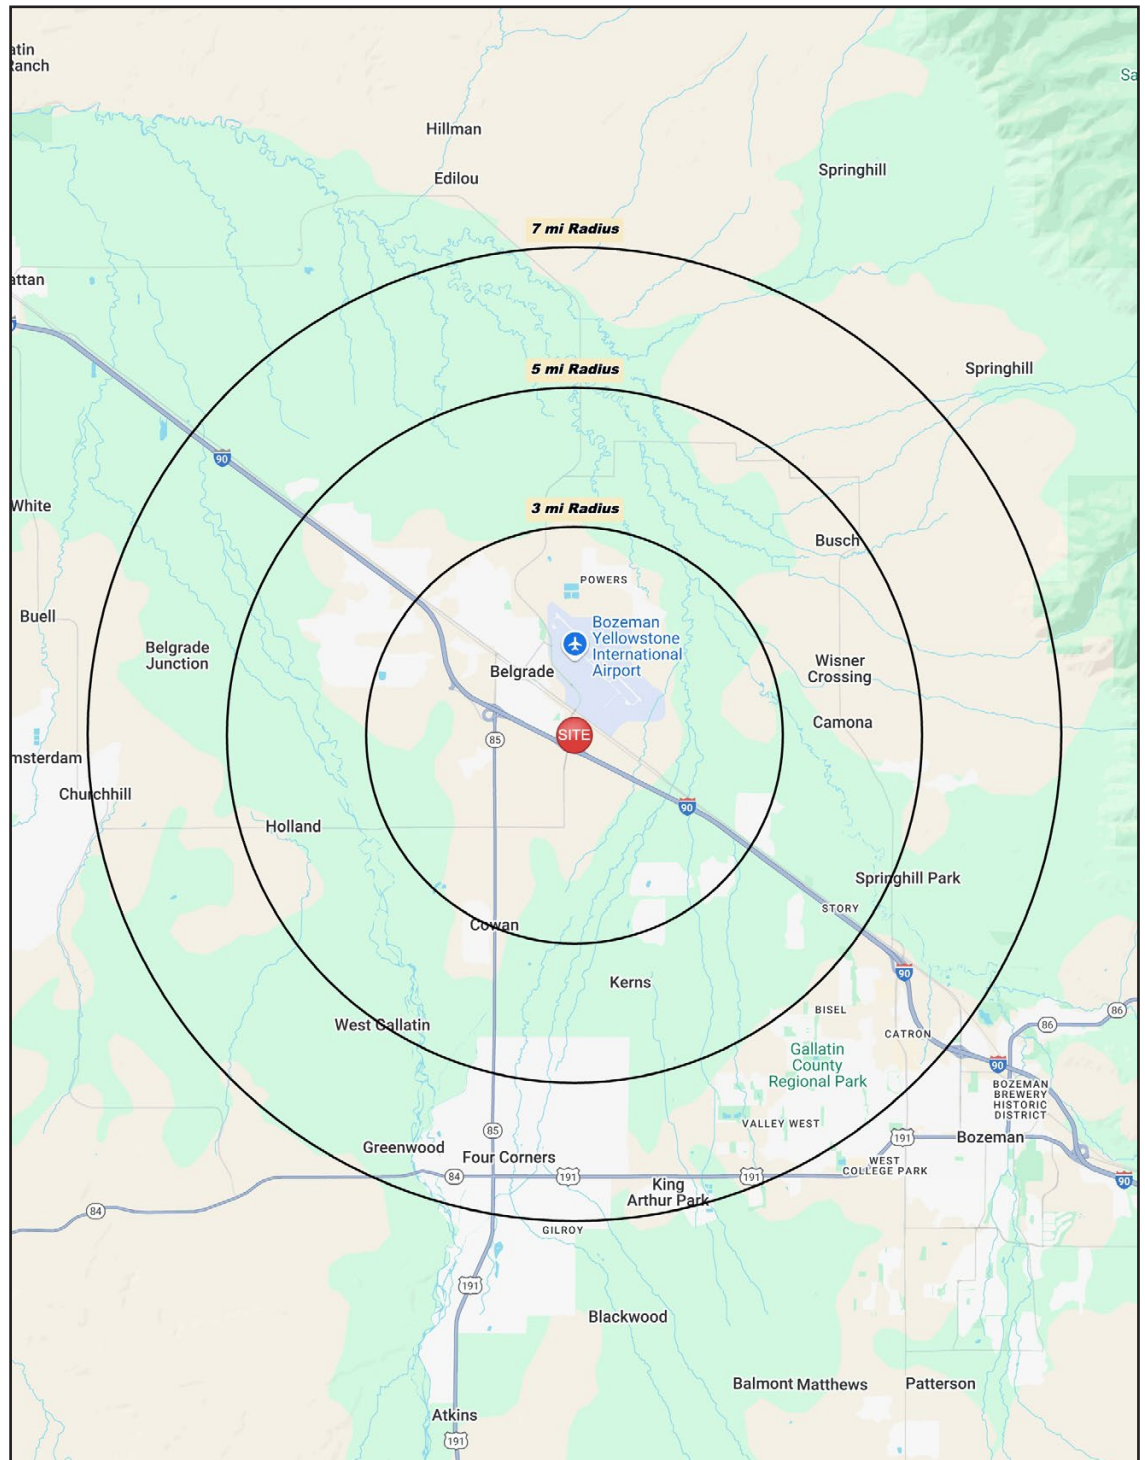 atin
Ranch
Sa
Hillman
Springhill
Edilou
7 mi Radius
attan
5 mi Radius
Springhill
90
White
3 mi Radius
Busch
POWERS
Buell
Bozeman
Yellowstone
International
Airport
Belgrade
Junction
Belgrade
Wisner
Crossing
Camona
SITE
85
msterdam
Churchhill
90
Holland
Springhill Park
STORY
Cowan
90
Kerns
BISEL
86
86
West Gallatin
CATRON
Gallatin
County
Regional Park
90
BOZEMAN
BREWERY
HISTORIC
DISTRICT
VALLEY WEST
85
191
Bozeman
Greenwood
Four Corners
WEST
COLLEGE PARK
84
191
191
90
King
Arthur Park
84
GILROY
191
Blackwood
Balmont
Matthews
Patterson
Atkins
191